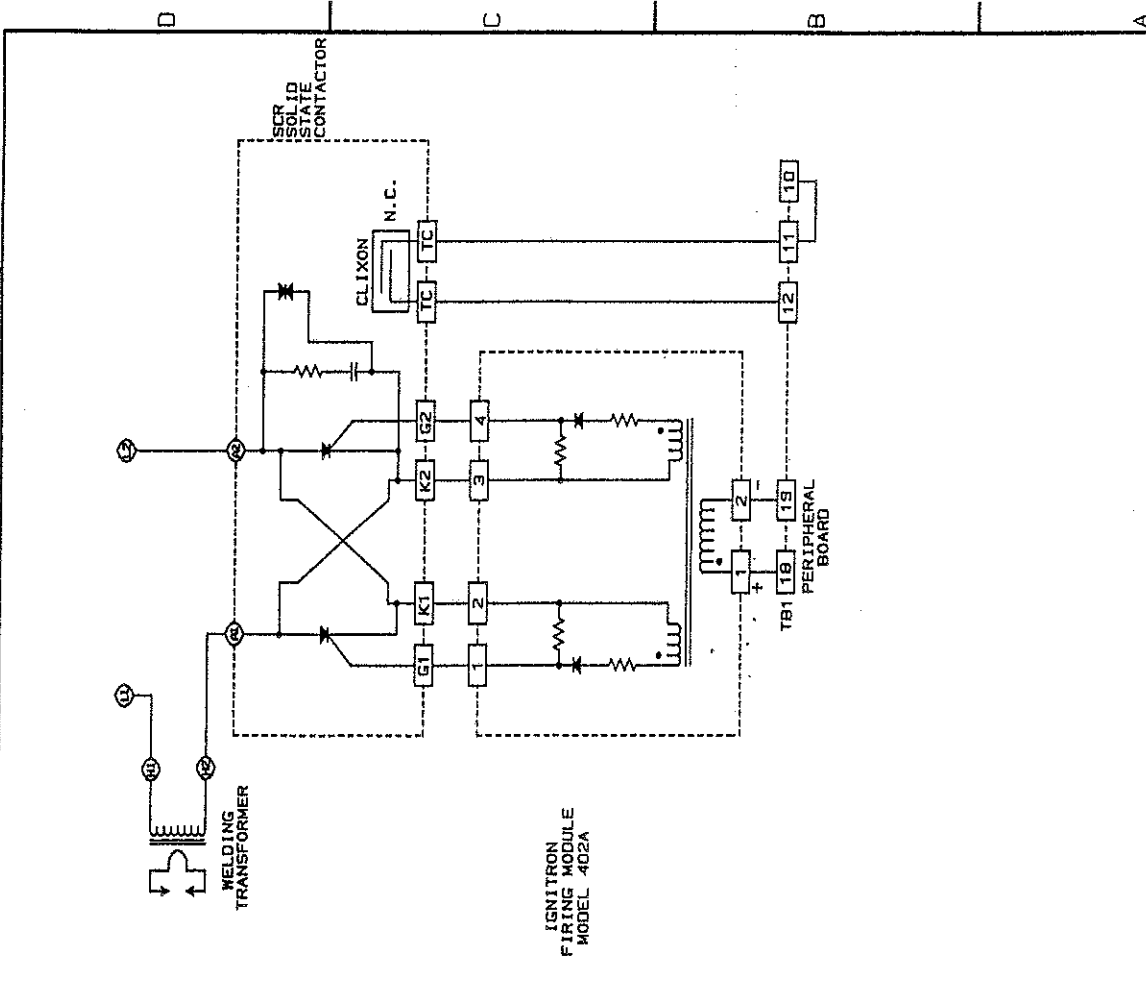 D
C
B
A
SCR
SOLID
STATE
CONTACTOR
L2
L1
A2
A1
H1
H2
WELDING
TRANSFORMER
CLIXON
N.C.
TC
TC
G1
K1
K2
G2
1
2
3
4
1
2
+
-
TB1
18
19
12
11
10
PERIPHERAL
BOARD
IGNITRON
FIRING MODULE
MODEL 402A